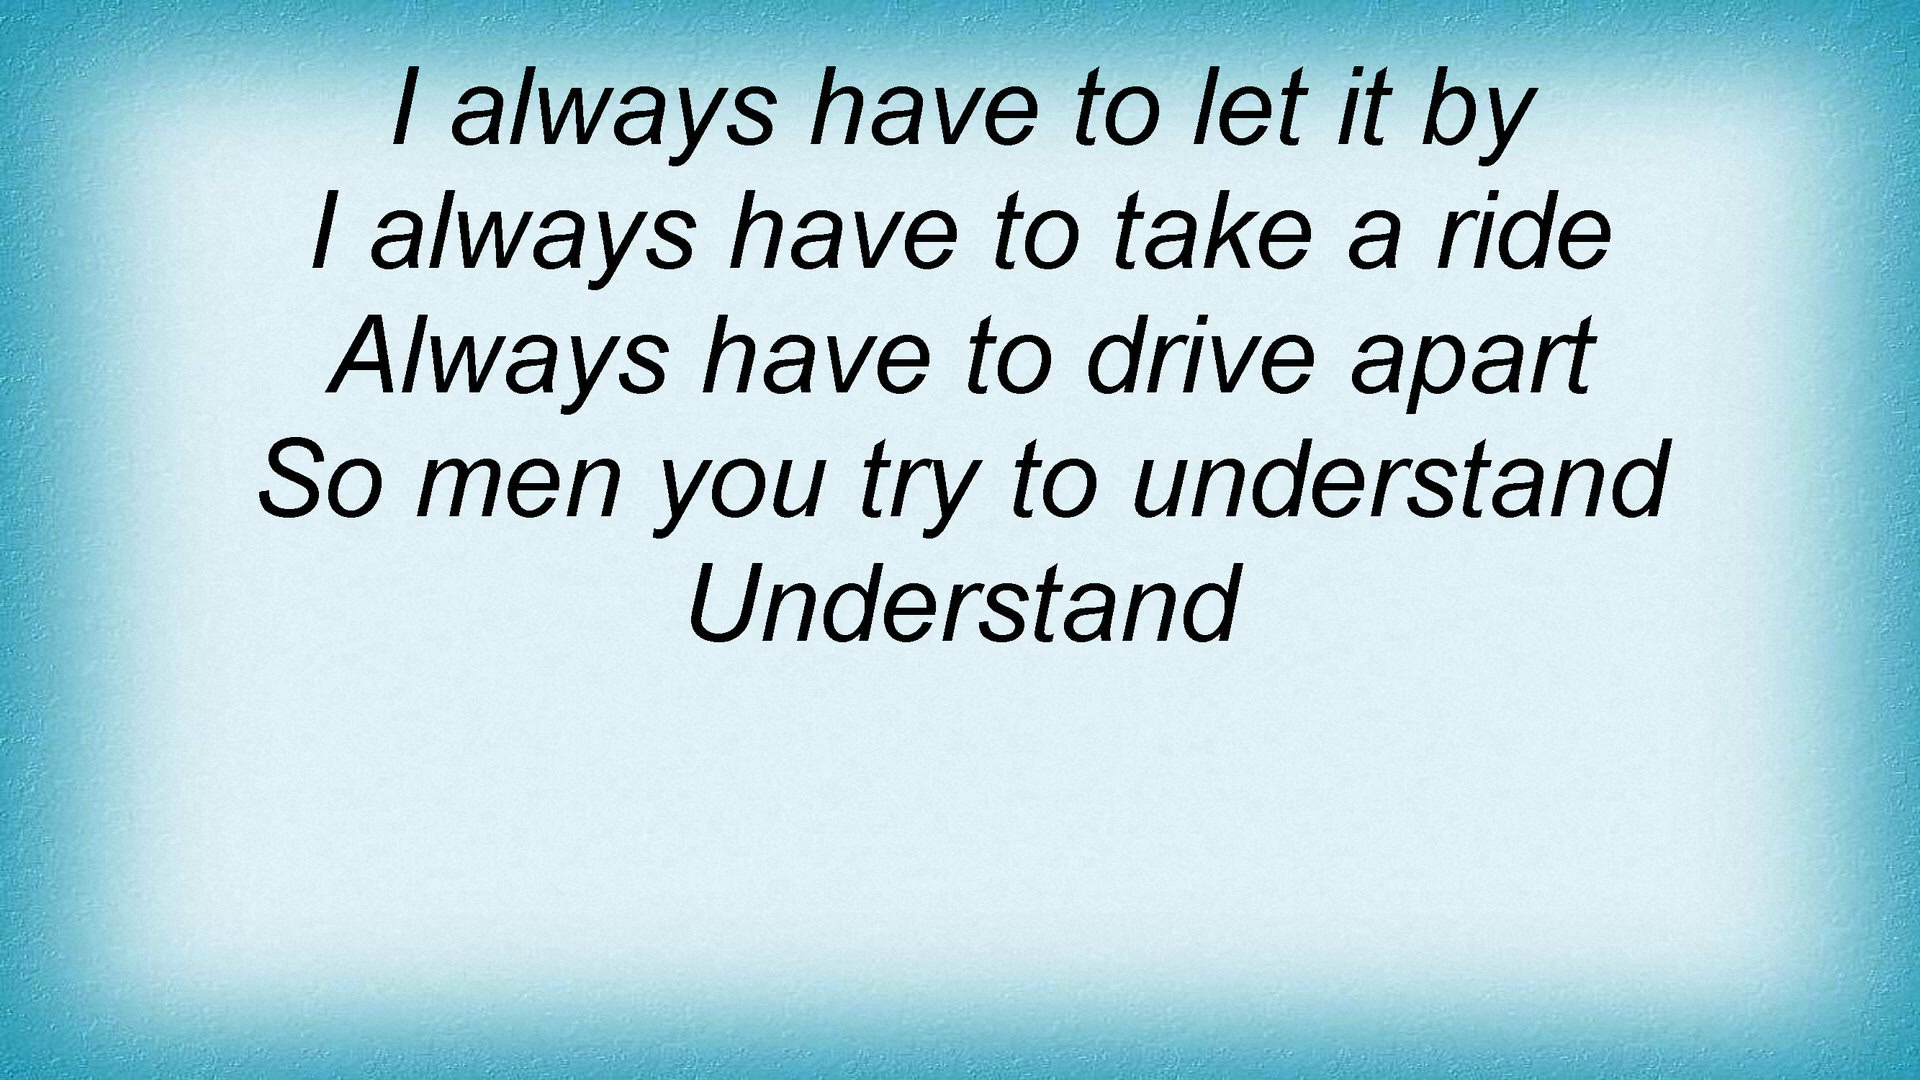 I always have to let it by
I always have to take a ride
Always have to drive apart
So men you try to understand
Understand